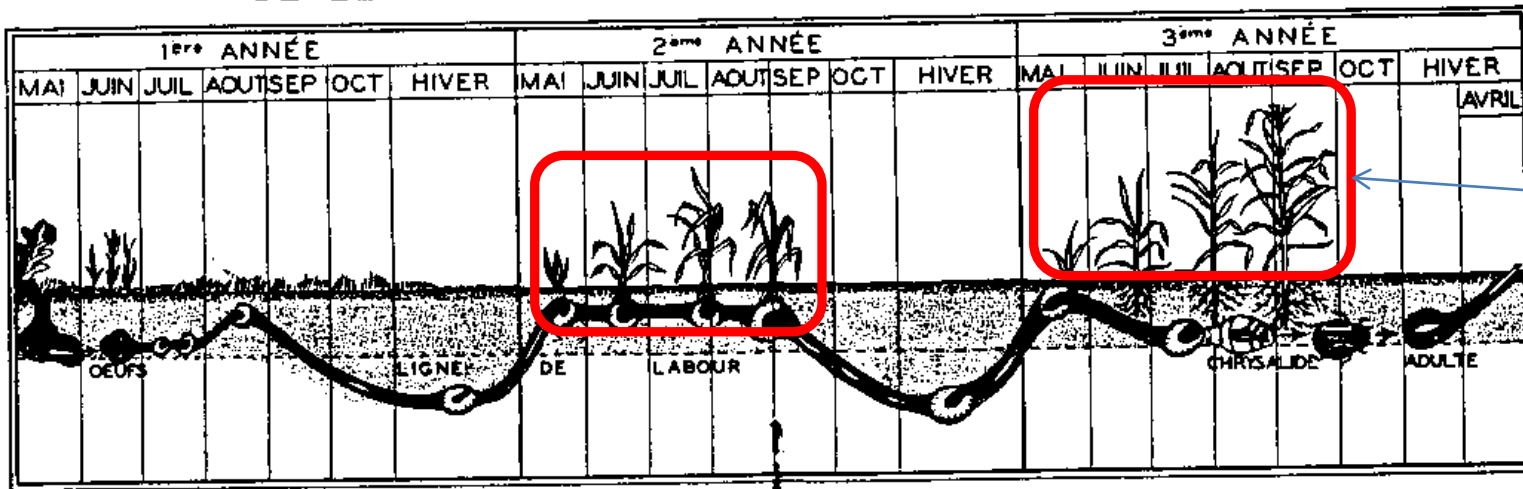 1ère ANNÉE 2ème ANNÉE 3ème ANNÉE
MAI JUIN JUIL AOUT SEP OCT HIVER MAI JUIN JUIL AOUT SEP OCT HIVER MAI JUIN JUIL AOUT SEP OCT HIVER
AVRIL
OEUFS LIGNE DE LABOUR CHRYSALIDE ADULTE